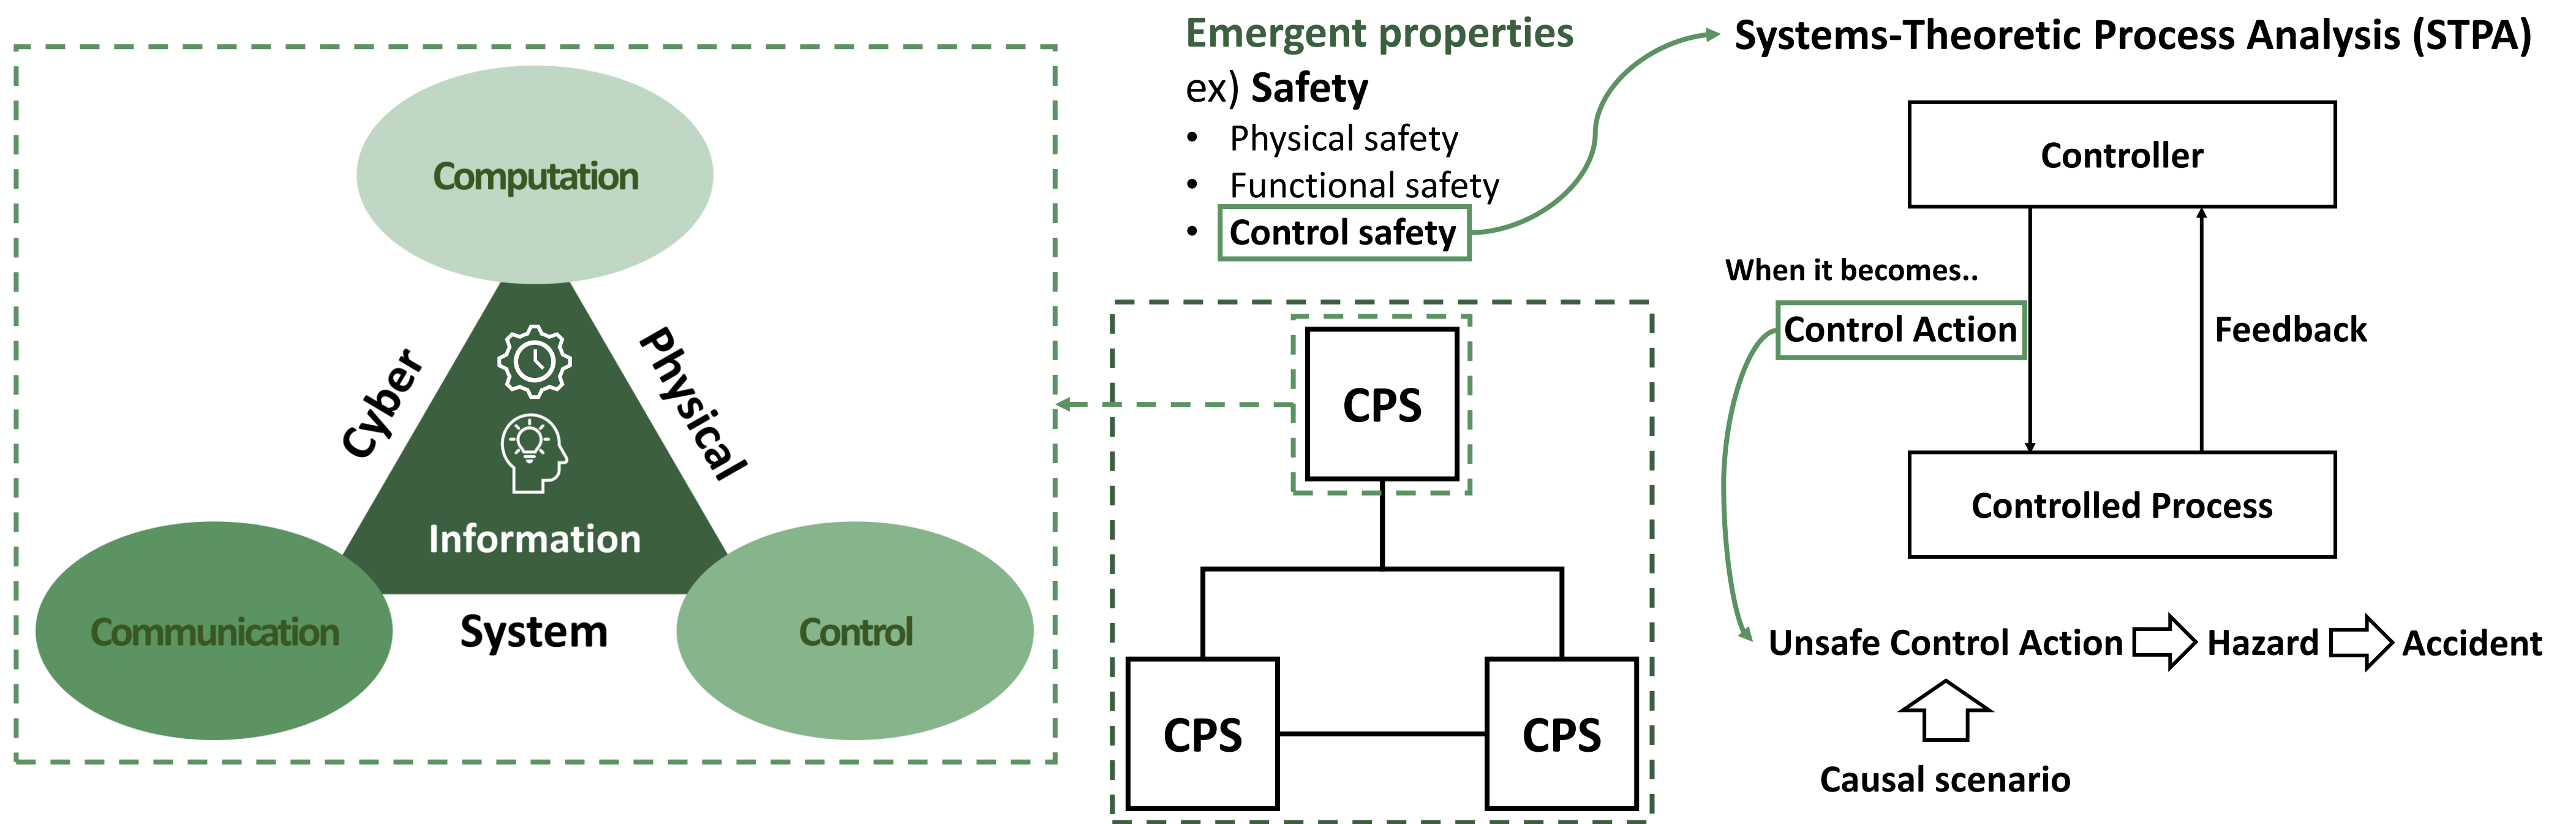 Computation
Cyber
Physical
Information
Communication
System
Control
Emergent properties
ex) Safety
• Physical safety
• Functional safety
• Control safety
CPS
CPS
CPS
Systems-Theoretic Process Analysis (STPA)
Controller
When it becomes..
Control Action
Feedback
Controlled Process
Unsafe Control Action
Hazard
Accident
Causal scenario